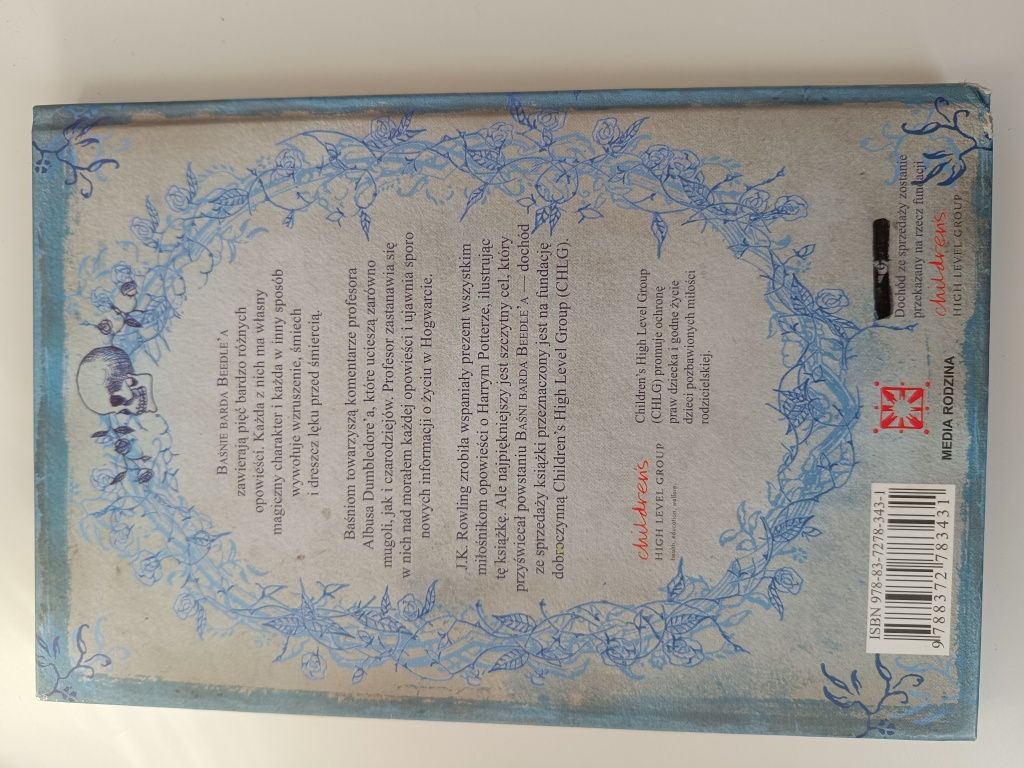 BAŚNIE BARDA BEEDLE'A
zawierają pięć bardzo różnych
opowieści. Każda z nich ma własny
magiczny charakter i każda w inny sposób
wywołuje wzruszenie, śmiech
i dreszcz lęku przed śmiercią.
Baśniom towarzyszą komentarze profesora
Albusa Dumbledore'a, które ucieszą zarówno
mugoli, jak i czarodziejów. Profesor zastanawia się
w nich nad morałem każdej opowieści i ujawnia sporo
nowych informacji o życiu w Hogwarcie.
J.K. Rowling zrobiła wspaniały prezent wszystkim
miłośnikom opowieści o Harrym Potterze, ilustrując
tę książkę. Ale najpiękniejszy jest szczytny cel, który
przyświecał powstaniu BAŚNI BARDA BEEDLE'A — dochód
ze sprzedaży książki przeznaczony jest na fundację
dobroczynną Children's High Level Group (CHLG).
childrens
HIGH LEVEL GROUP
health, education, welfare.
Children's High Level Group
(CHLG) promuje ochronę
praw dziecka i godne życie
dzieci pozbawionych miłości
rodzicielskiej.
ISBN 978-83-7278-343-1
9 788372 783431
MEDIA RODZINA
Dochód ze sprzedaży zostanie
przekazany na rzecz fundacji
childrens
HIGH LEVEL GROUP